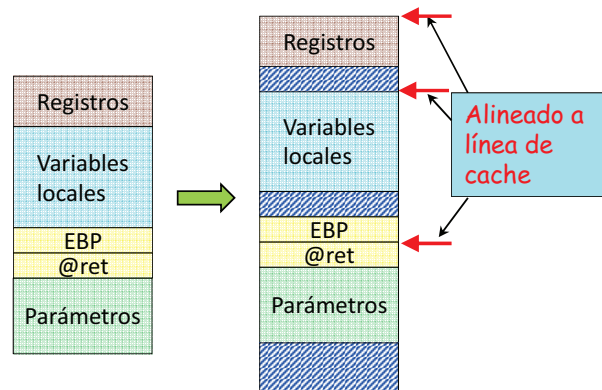 Registros
Variables
locales
EBP
@ret
Parámetros
Registros
Variables
locales
EBP
@ret
Parámetros
Alineado a
línea de
cache